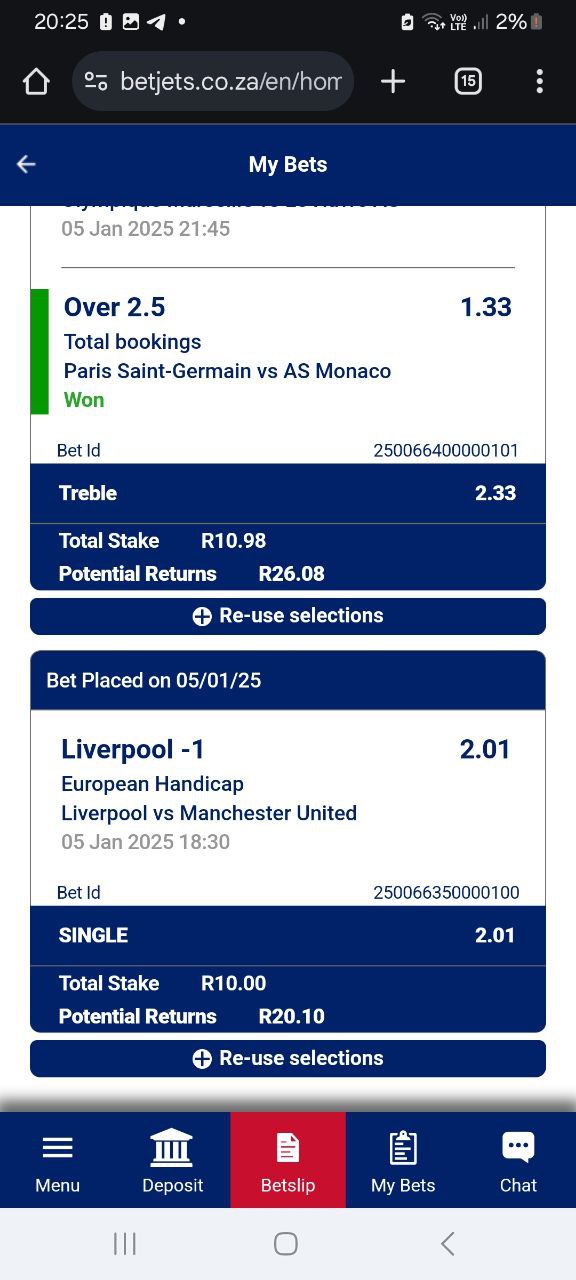 20:25
Vo))
LTE
2%
betjets.co.za/en/hom
15
My Bets
05 Jan 2025 21:45
Over 2.5 1.33
Total bookings
Paris Saint-Germain vs AS Monaco
Won
Bet Id 250066400000101
Treble 2.33
Total Stake R10.98
Potential Returns R26.08
Re-use selections
Bet Placed on 05/01/25
Liverpool -1 2.01
European Handicap
Liverpool vs Manchester United
05 Jan 2025 18:30
Bet Id 250066350000100
SINGLE 2.01
Total Stake R10.00
Potential Returns R20.10
Re-use selections
Menu Deposit Betslip My Bets Chat